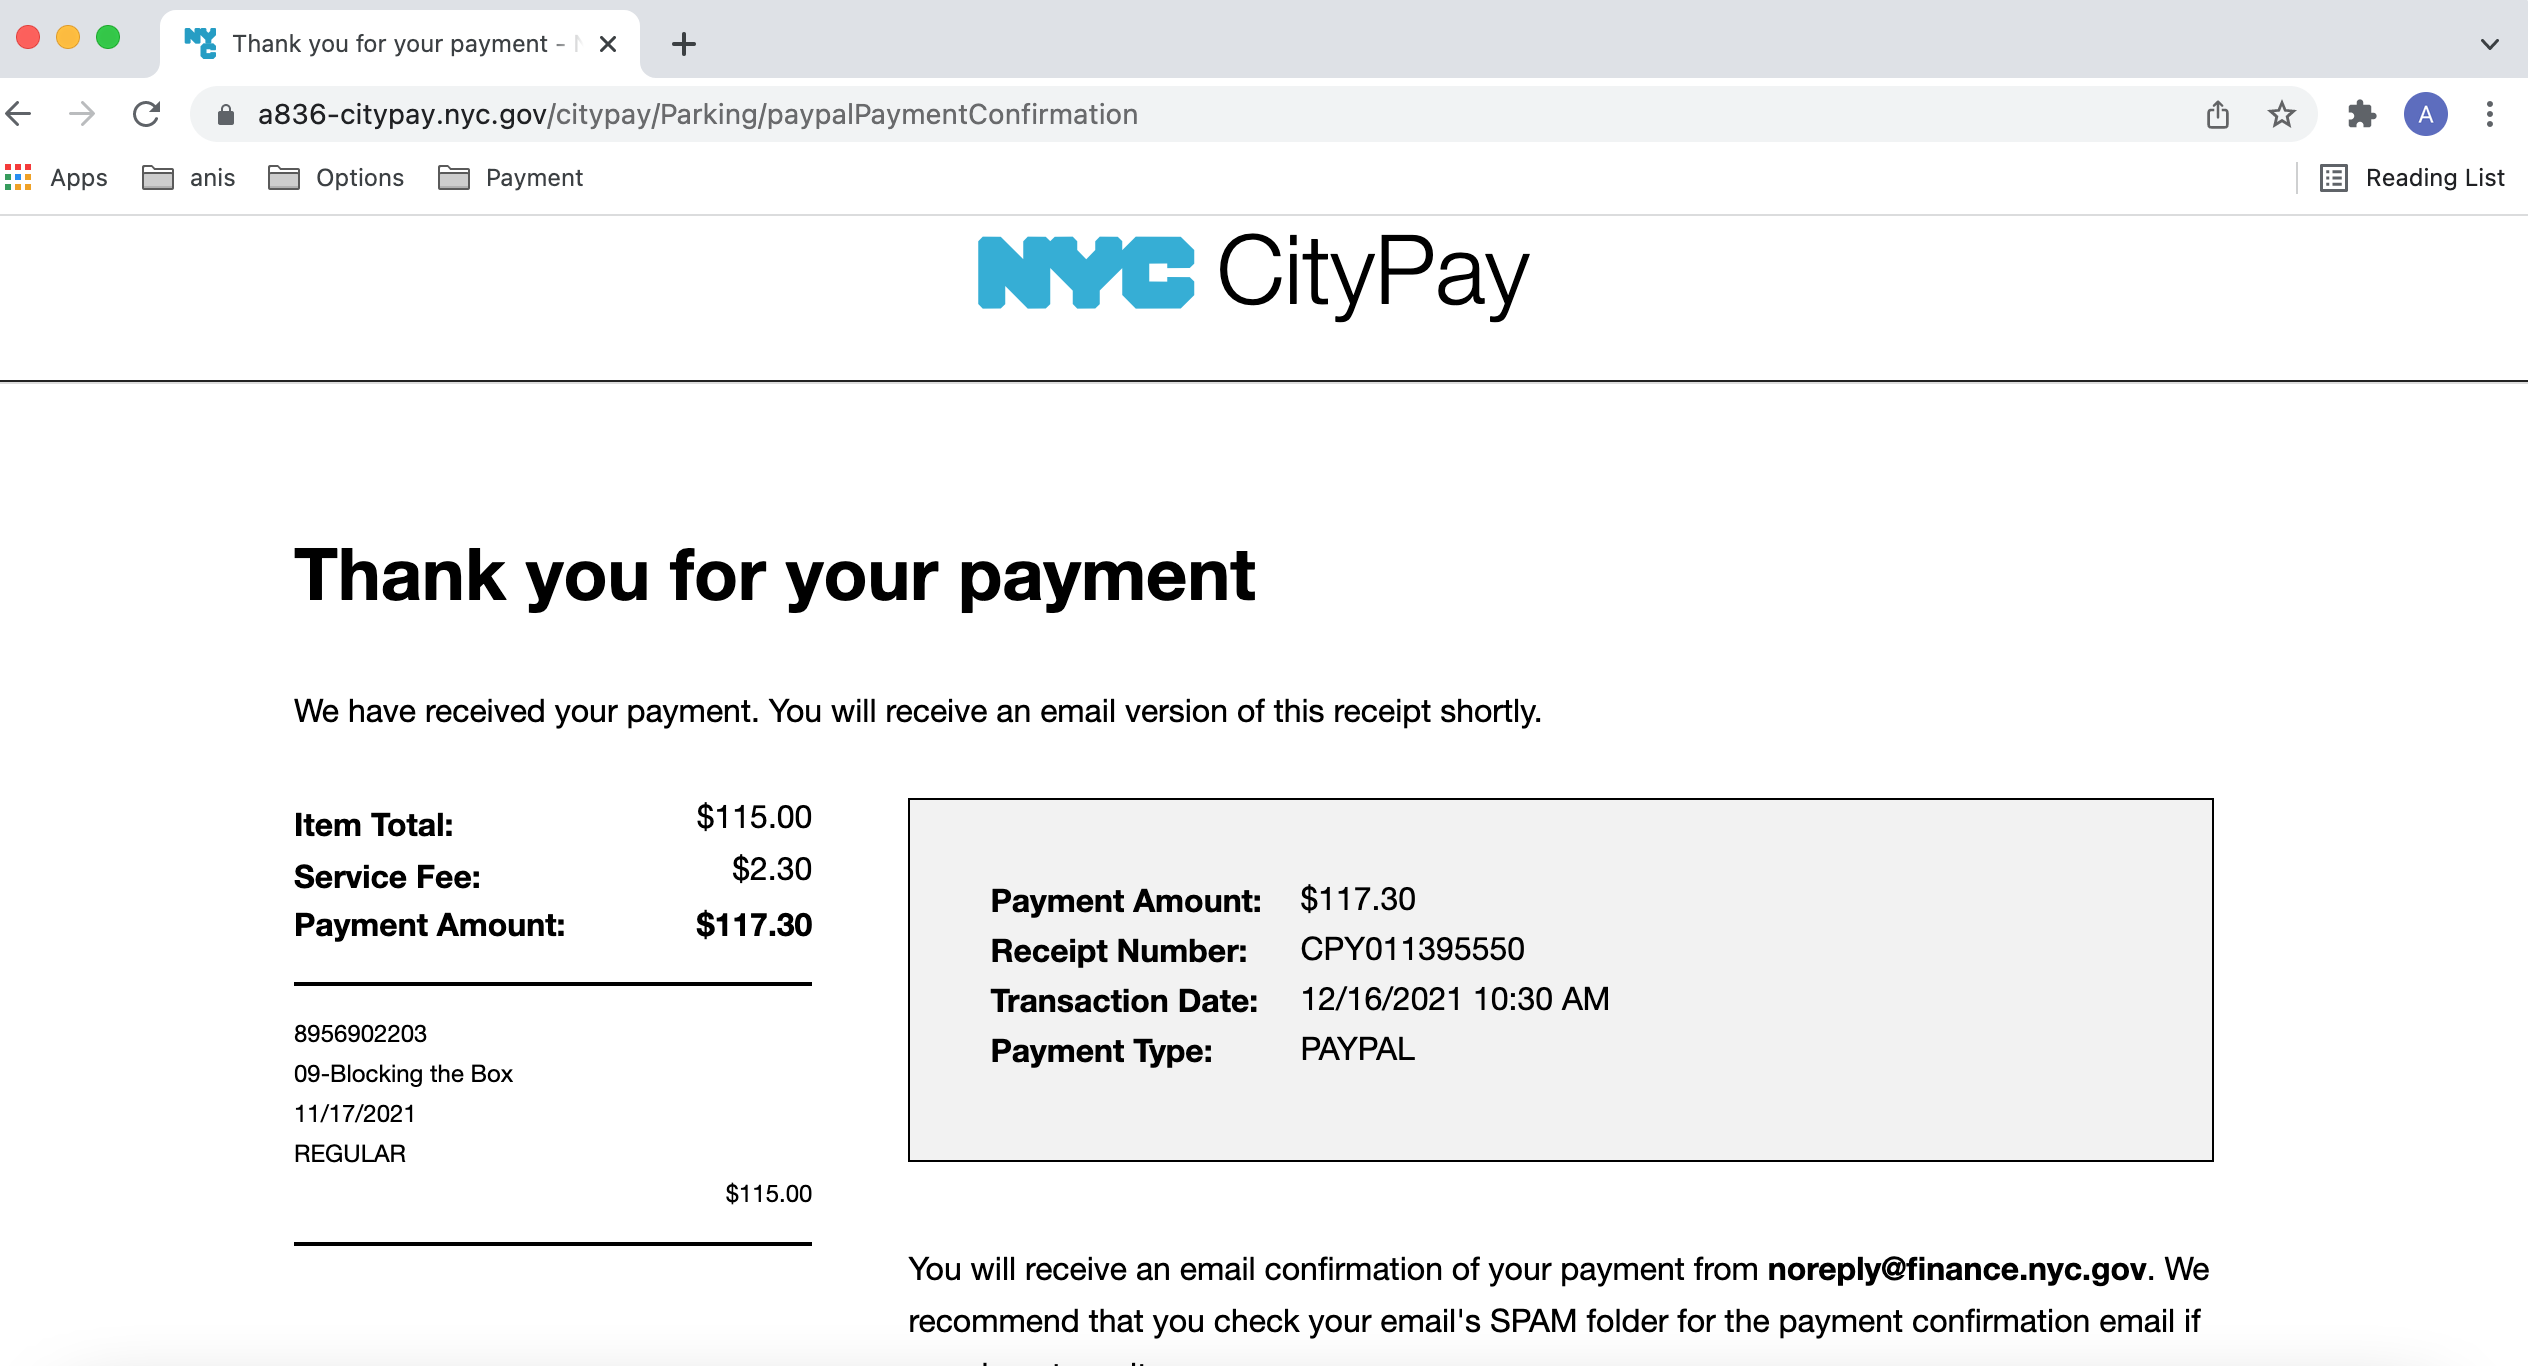 Thank you for your payment -
a836-citypay.nyc.gov/citypay/Parking/paypalPaymentConfirmation
A
Apps
anis
Options
Payment
Reading List
NYC CityPay
Thank you for your payment
We have received your payment. You will receive an email version of this receipt shortly.
Item Total: $115.00
Service Fee: $2.30
Payment Amount: $117.30
8956902203
09-Blocking the Box
11/17/2021
REGULAR
$115.00
Payment Amount: $117.30
Receipt Number: CPY011395550
Transaction Date: 12/16/2021 10:30 AM
Payment Type: PAYPAL
You will receive an email confirmation of your payment from noreply@finance.nyc.gov. We
recommend that you check your email's SPAM folder for the payment confirmation email if